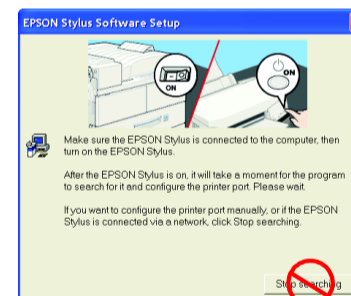 EPSON Stylus Software Setup
ON
ON
Make sure the EPSON Stylus is connected to the computer, then
turn on the EPSON Stylus.
After the EPSON Stylus is on, it will take a moment for the program
to search for it and configure the printer port. Please wait.
If you want to configure the printer port manually, or if the EPSON
Stylus is connected via a network, click Stop searching.
Stop searching